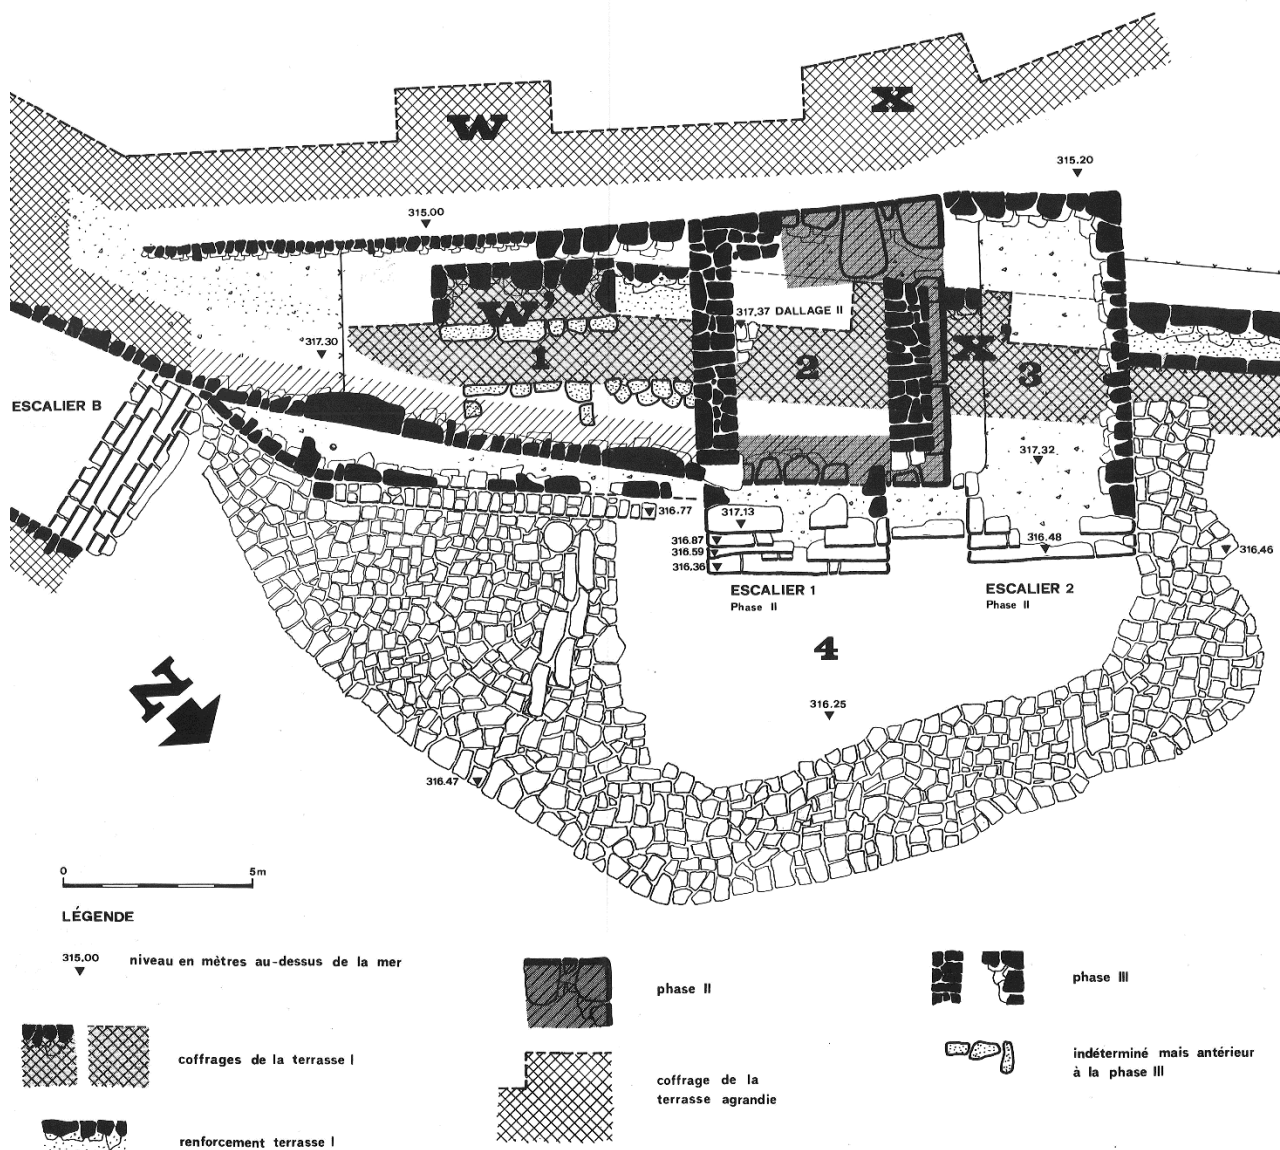 W
X
315.20
315.00
W'
317,37 DALLAGE II
317.30
1
2
X
3
ESCALIER B
317.32
316.77
317.13
316.87
316.59
316.36
316.48
316,46
ESCALIER 1
Phase II
ESCALIER 2
Phase II
4
N
316.25
316.47
0 5m
LÉGENDE
315.00
niveau en mètres au-dessus de la mer
phase II
phase III
coffrages de la terrasse I
indéterminé mais antérieur
à la phase III
coffrage de la
terrasse agrandie
renforcement terrasse I